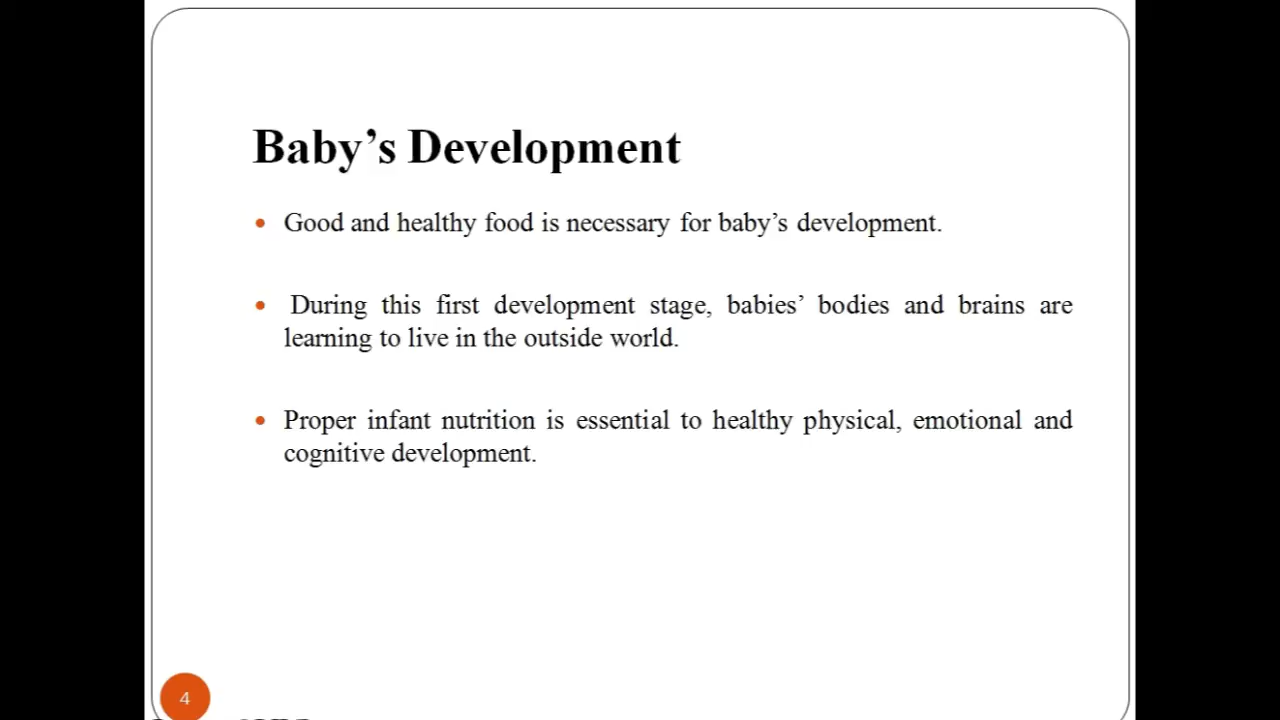 Baby’s Development
• Good and healthy food is necessary for baby’s development.
• During this first development stage, babies’ bodies and brains are
learning to live in the outside world.
• Proper infant nutrition is essential to healthy physical, emotional and
cognitive development.
4